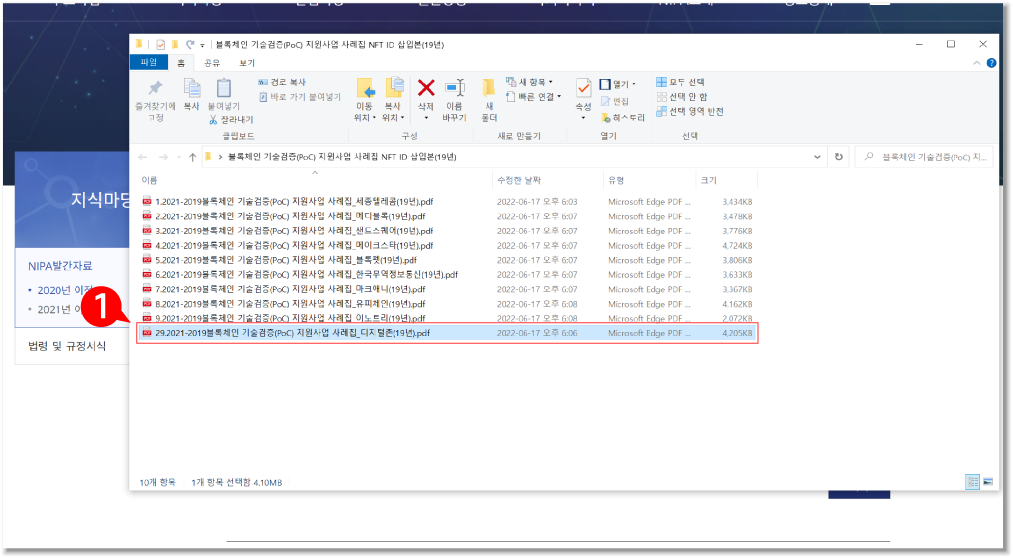 블록체인 기술검증(PoC) 지원사업 사례집 NFT ID 삽입본(19년)
파일 홈 공유 보기
즐겨찾기에 고정
복사
붙여넣기
경로 복사
바로 가기 붙여넣기
잘라내기
클립보드
이동 위치
복사 위치
삭제
이름 바꾸기
구성
새 폴더
새 항목
빠른 연결
새로 만들기
속성
열기
편집
히스토리
열기
모두 선택
선택 안 함
선택 영역 반전
선택
블록체인 기술검증(PoC) 지원사업 사례집 NFT ID 삽입본(19년)
블록체인 기술검증(PoC) 지...
이름 수정한 날짜 유형 크기
1.2021-2019블록체인 기술검증(PoC) 지원사업 사례집_세종텔레콤(19년).pdf 2022-06-17 오후 6:03 Microsoft Edge PDF ... 3,434KB
2.2021-2019블록체인 기술검증(PoC) 지원사업 사례집_메디블록(19년).pdf 2022-06-17 오후 6:07 Microsoft Edge PDF ... 3,478KB
3.2021-2019블록체인 기술검증(PoC) 지원사업 사례집_샌드스퀘어(19년).pdf 2022-06-17 오후 6:07 Microsoft Edge PDF ... 3,776KB
4.2021-2019블록체인 기술검증(PoC) 지원사업 사례집_메이크스타(19년).pdf 2022-06-17 오후 6:07 Microsoft Edge PDF ... 4,724KB
5.2021-2019블록체인 기술검증(PoC) 지원사업 사례집_블록펫(19년).pdf 2022-06-17 오후 6:07 Microsoft Edge PDF ... 3,806KB
6.2021-2019블록체인 기술검증(PoC) 지원사업 사례집_한국무역정보통신(19년).pdf 2022-06-17 오후 6:07 Microsoft Edge PDF ... 3,633KB
7.2021-2019블록체인 기술검증(PoC) 지원사업 사례집_마크애니(19년).pdf 2022-06-17 오후 6:07 Microsoft Edge PDF ... 3,367KB
8.2021-2019블록체인 기술검증(PoC) 지원사업 사례집_유피체인(19년).pdf 2022-06-17 오후 6:08 Microsoft Edge PDF ... 4,162KB
9.2021-2019블록체인 기술검증(PoC) 지원사업 사례집_이노트리(19년).pdf 2022-06-17 오후 6:08 Microsoft Edge PDF ... 2,072KB
29.2021-2019블록체인 기술검증(PoC) 지원사업 사례집_디지털존(19년).pdf 2022-06-17 오후 6:06 Microsoft Edge PDF ... 4,205KB
10개 항목 1개 항목 선택함 4.10MB
지식마당
NIPA발간자료
2020년 이전
2021년
1
법령 및 규정서식